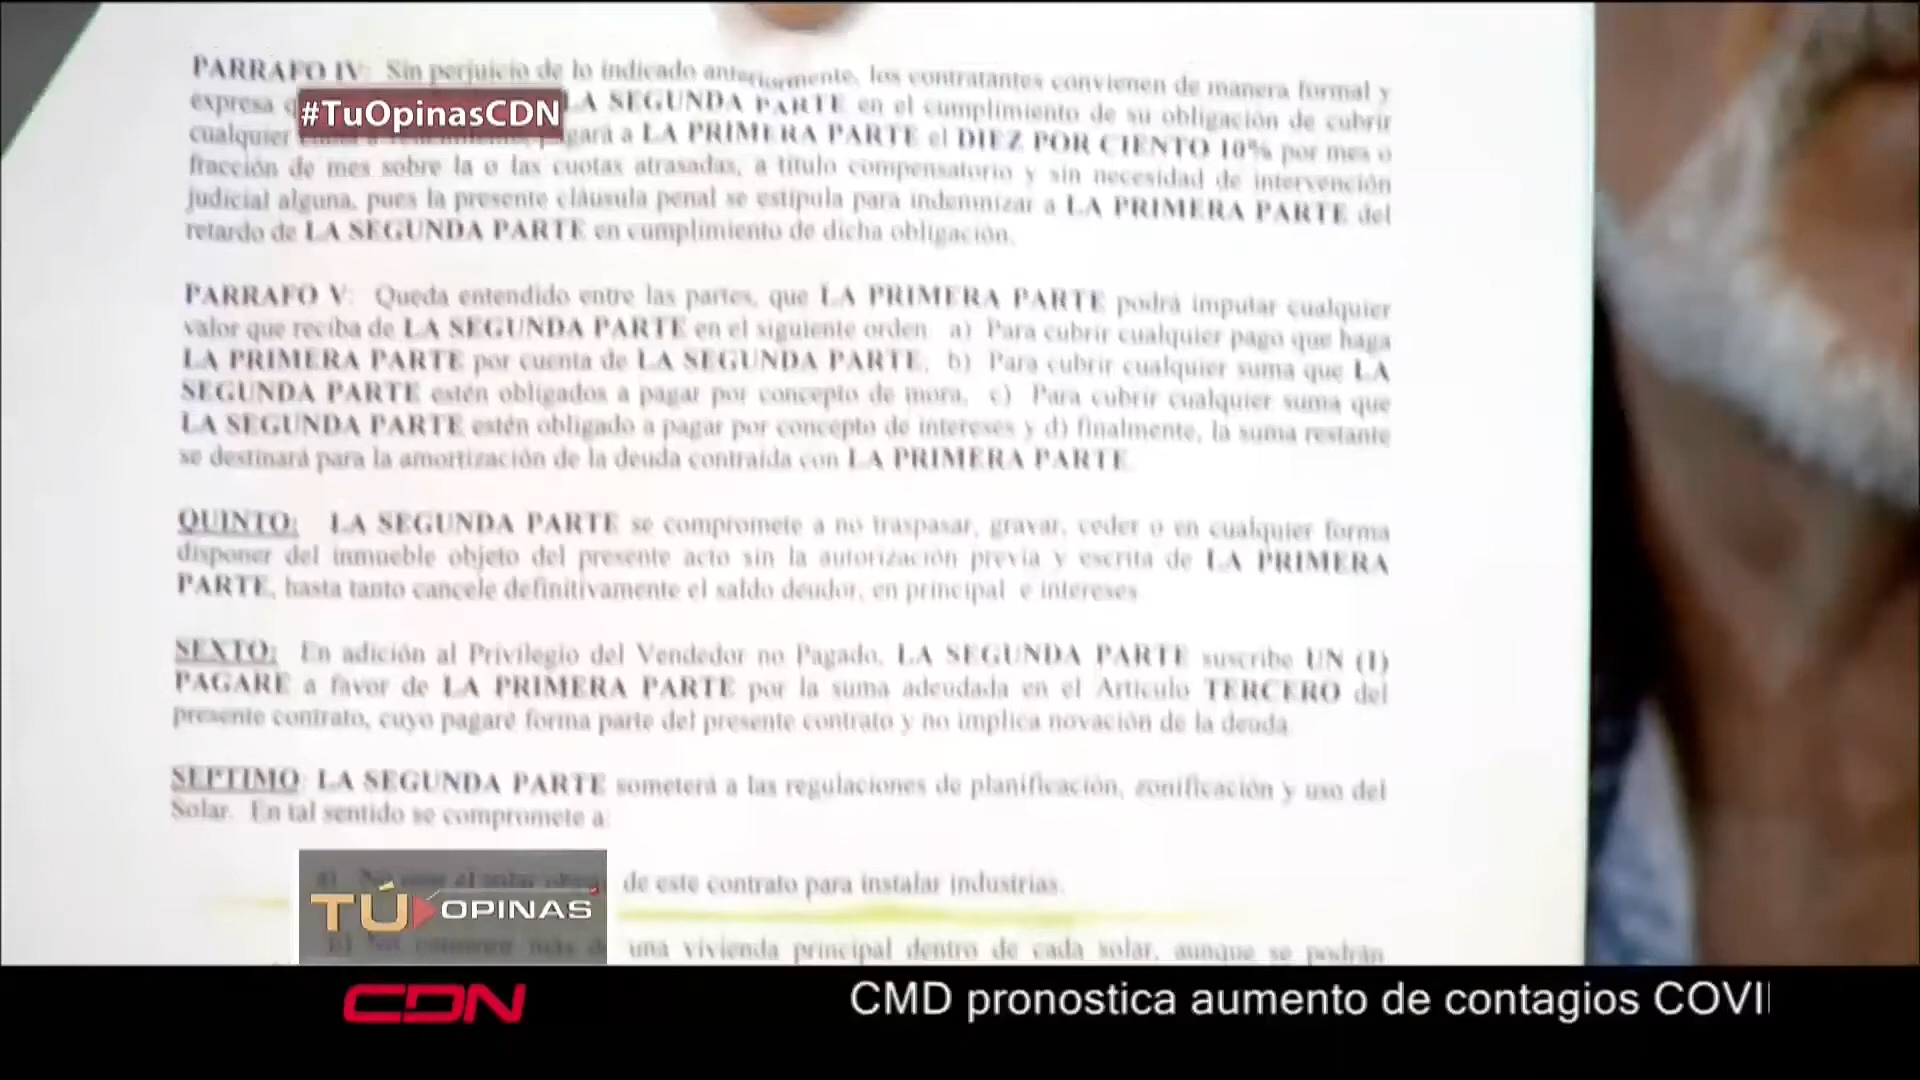 PARRAFO IV: Sin perjuicio de lo indicado anteriormente, los contratantes convienen de manera formal y
expresa LA SEGUNDA PARTE en el cumplimiento de su obligación de cubrir
#TuOpinasCDN
cualquier pagará a LA PRIMERA PARTE el DIEZ POR CIENTO 10% por mes o
fracción de mes sobre la o las cuotas atrasadas, a titulo compensatorio y sin necesidad de intervención
judicial alguna, pues la presente cláusula penal se estipula para indemnizar a LA PRIMERA PARTE del
retardo de LA SEGUNDA PARTE en cumplimiento de dicha obligación.
PARRAFO V: Queda entendido entre las partes, que LA PRIMERA PARTE podrá imputar cualquier
valor que reciba de LA SEGUNDA PARTE en el siguiente orden a) Para cubrir cualquier pago que haga
LA PRIMERA PARTE por cuenta de LA SEGUNDA PARTE, b) Para cubrir cualquier suma que LA
SEGUNDA PARTE estén obligados a pagar por concepto de mora, c) Para cubrir cualquier suma que
LA SEGUNDA PARTE estén obligado a pagar por concepto de intereses y d) finalmente, la suma restante
se destinará para la amortización de la deuda contraída con LA PRIMERA PARTE
QUINTO: LA SEGUNDA PARTE se compromete a no traspasar, gravar, ceder o en cualquier forma
disponer del inmueble objeto del presente acto sin la autorización previa y escrita de LA PRIMERA
PARTE, hasta tanto cancele definitivamente el saldo deudor, en principal e intereses
SEXTO: En adición al Privilegio del Vendedor no Pagado, LA SEGUNDA PARTE suscribe UN (1)
PAGARE a favor de LA PRIMERA PARTE por la suma adeudada en el Articulo TERCERO del
presente contrato, cuyo pagaré forma parte del presente contrato y no implica novación de la deuda
SEPTIMO: LA SEGUNDA PARTE someterá a las regulaciones de planificación, zonificación y uso del
Solar. En tal sentido se compromete a:
de este contrato para instalar industrias.
TÚ OPINAS
una vivienda principal dentro de cada solar, aunque se podrán
CDN CMD pronostica aumento de contagios COVI